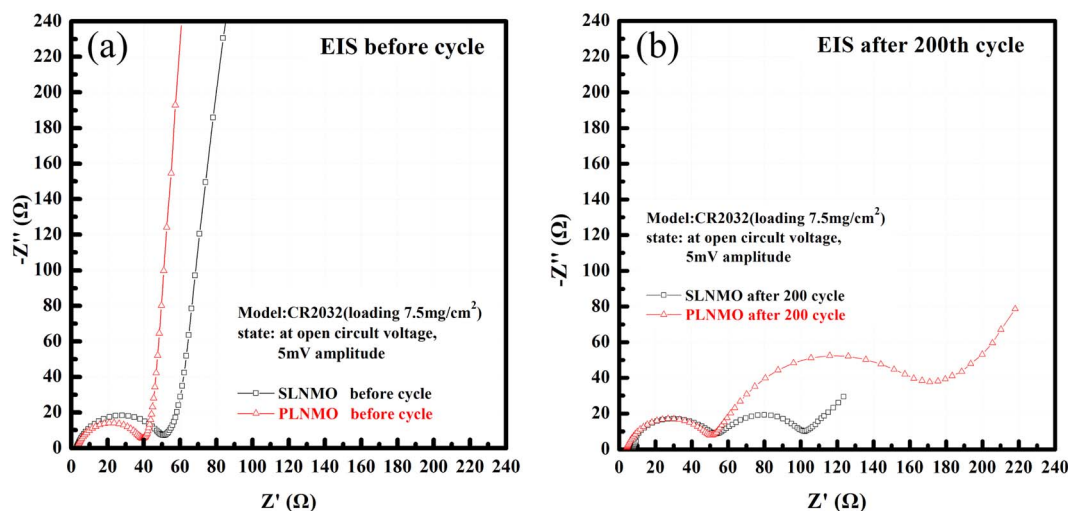 (a)
EIS before cycle
240
220
200
180
160
140
120
100
80
60
40
20
0
-Z'' (Ω)
Model:CR2032(loading 7.5mg/cm²)
state: at open circult voltage,
5mV amplitude
SLNMO before cycle
PLNMO before cycle
0 20 40 60 80 100 120 140 160 180 200 220 240
Z' (Ω)
(b)
EIS after 200th cycle
240
220
200
180
160
140
120
100
80
60
40
20
0
-Z'' (Ω)
Model:CR2032(loading 7.5mg/cm²)
state: at open circult voltage,
5mV amplitude
SLNMO after 200 cycle
PLNMO after 200 cycle
0 20 40 60 80 100 120 140 160 180 200 220 240
Z' (Ω)